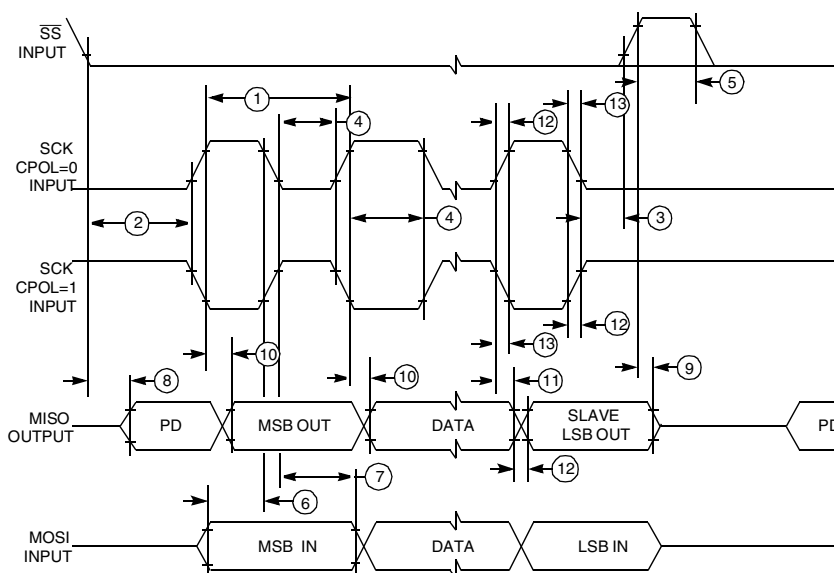 SS
INPUT
5
1
13
12
4
SCK
CPOL=0
INPUT
2
4
3
SCK
CPOL=1
INPUT
12
13
10
10
8
11
9
MISO
OUTPUT
PD
MSB OUT
DATA
SLAVE
LSB OUT
PD
7
12
6
MOSI
INPUT
MSB IN
DATA
LSB IN